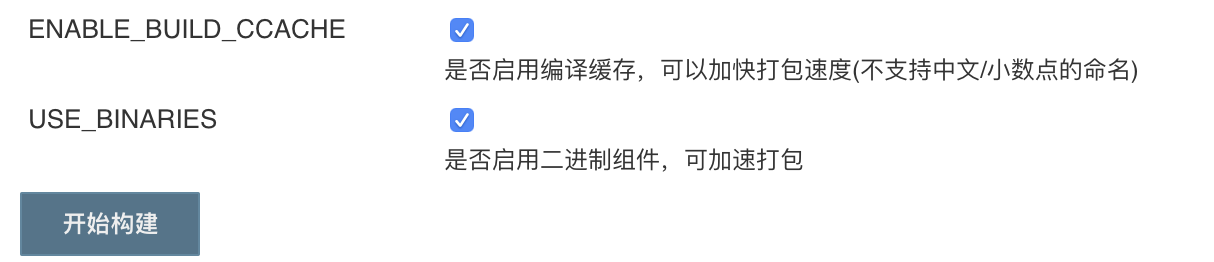 ENABLE_BUILD_CCACHE
是否启用编译缓存，可以加快打包速度(不支持中文/小数点的命名)
USE_BINARIES
是否启用二进制组件，可加速打包
开始构建